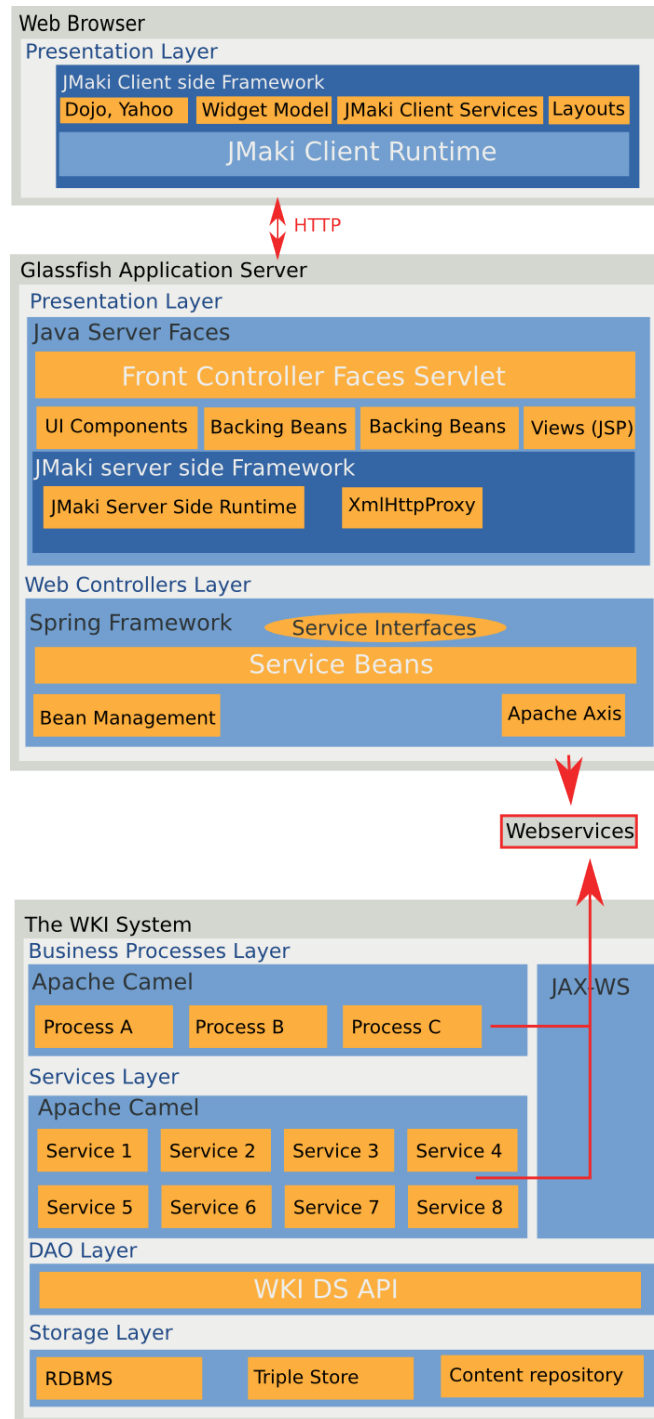 Web Browser
Presentation Layer
JMaki Client side Framework
Dojo, Yahoo
Widget Model
JMaki Client Services
Layouts
JMaki Client Runtime
HTTP
Glassfish Application Server
Presentation Layer
Java Server Faces
Front Controller Faces Servlet
UI Components
Backing Beans
Backing Beans
Views (JSP)
JMaki server side Framework
JMaki Server Side Runtime
XmlHttpProxy
Web Controllers Layer
Spring Framework
Service Interfaces
Service Beans
Bean Management
Apache Axis
Webservices
The WKI System
Business Processes Layer
Apache Camel
JAX-WS
Process A
Process B
Process C
Services Layer
Apache Camel
Service 1
Service 2
Service 3
Service 4
Service 5
Service 6
Service 7
Service 8
DAO Layer
WKI DS API
Storage Layer
RDBMS
Triple Store
Content repository